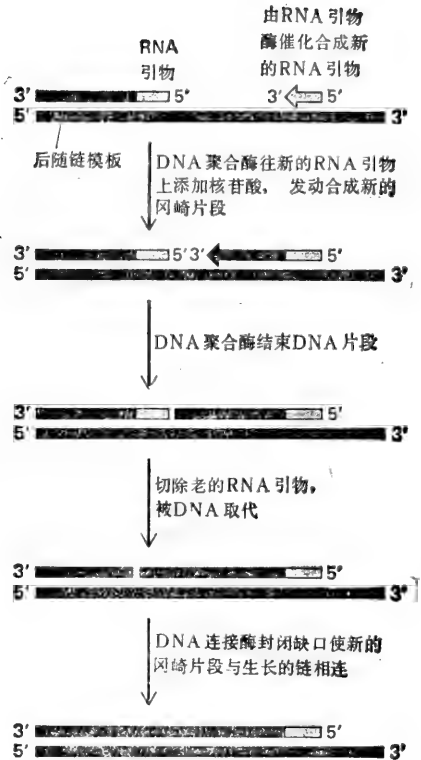 由RNA引物
酶催化合成新
的RNA引物
RNA
引物
3′ 5′ 3′ 5′
5′ 3′
后随链模板
DNA聚合酶往新的RNA引物
上添加核苷酸, 发动合成新的
冈崎片段
3′ 5′ 3′ 5′
5′ 3′
DNA聚合酶结束DNA片段
3′ 5′
5′ 3′
切除老的RNA引物,
被DNA取代
3′ 5′
5′ 3′
DNA连接酶封闭缺口使新的
冈崎片段与生长的链相连
3′ 5′
5′ 3′